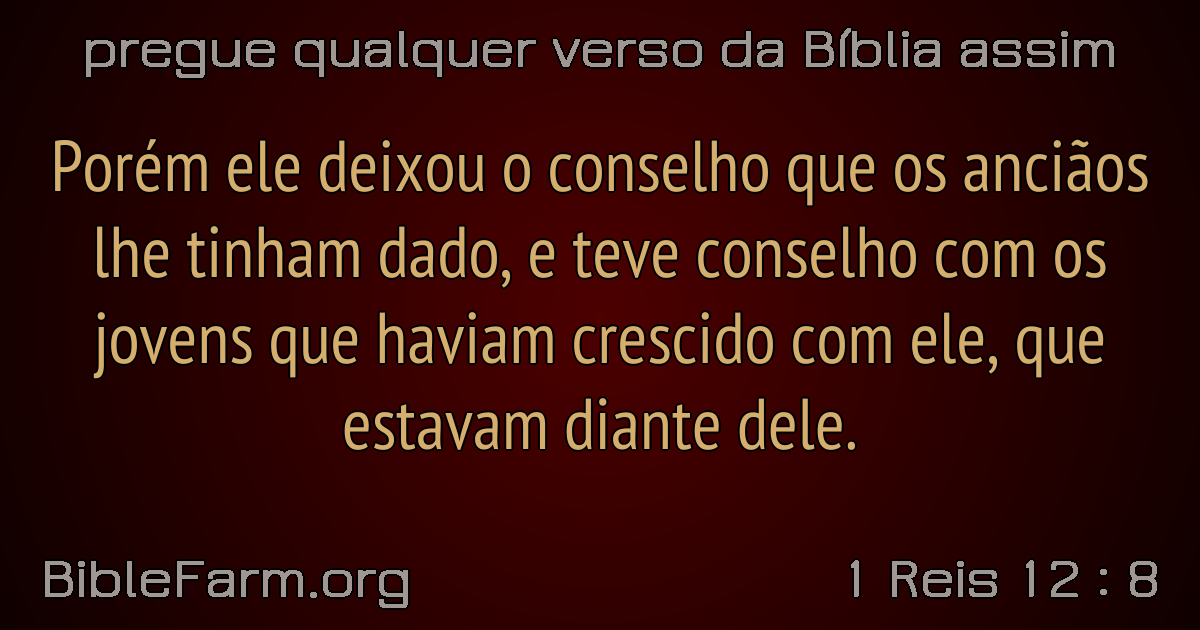 pregue qualquer verso da Bíblia assim
Porém ele deixou o conselho que os anciãos
lhe tinham dado, e teve conselho com os
jovens que haviam crescido com ele, que
estavam diante dele.
BibleFarm.org
1 Reis 12 : 8